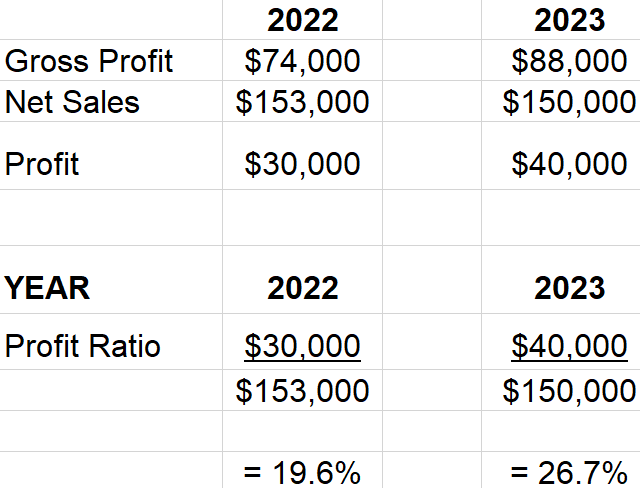 2022 2023
Gross Profit $74,000 $88,000
Net Sales $153,000 $150,000
Profit $30,000 $40,000
YEAR 2022 2023
Profit Ratio $30,000 $40,000
$153,000 $150,000
= 19.6% = 26.7%